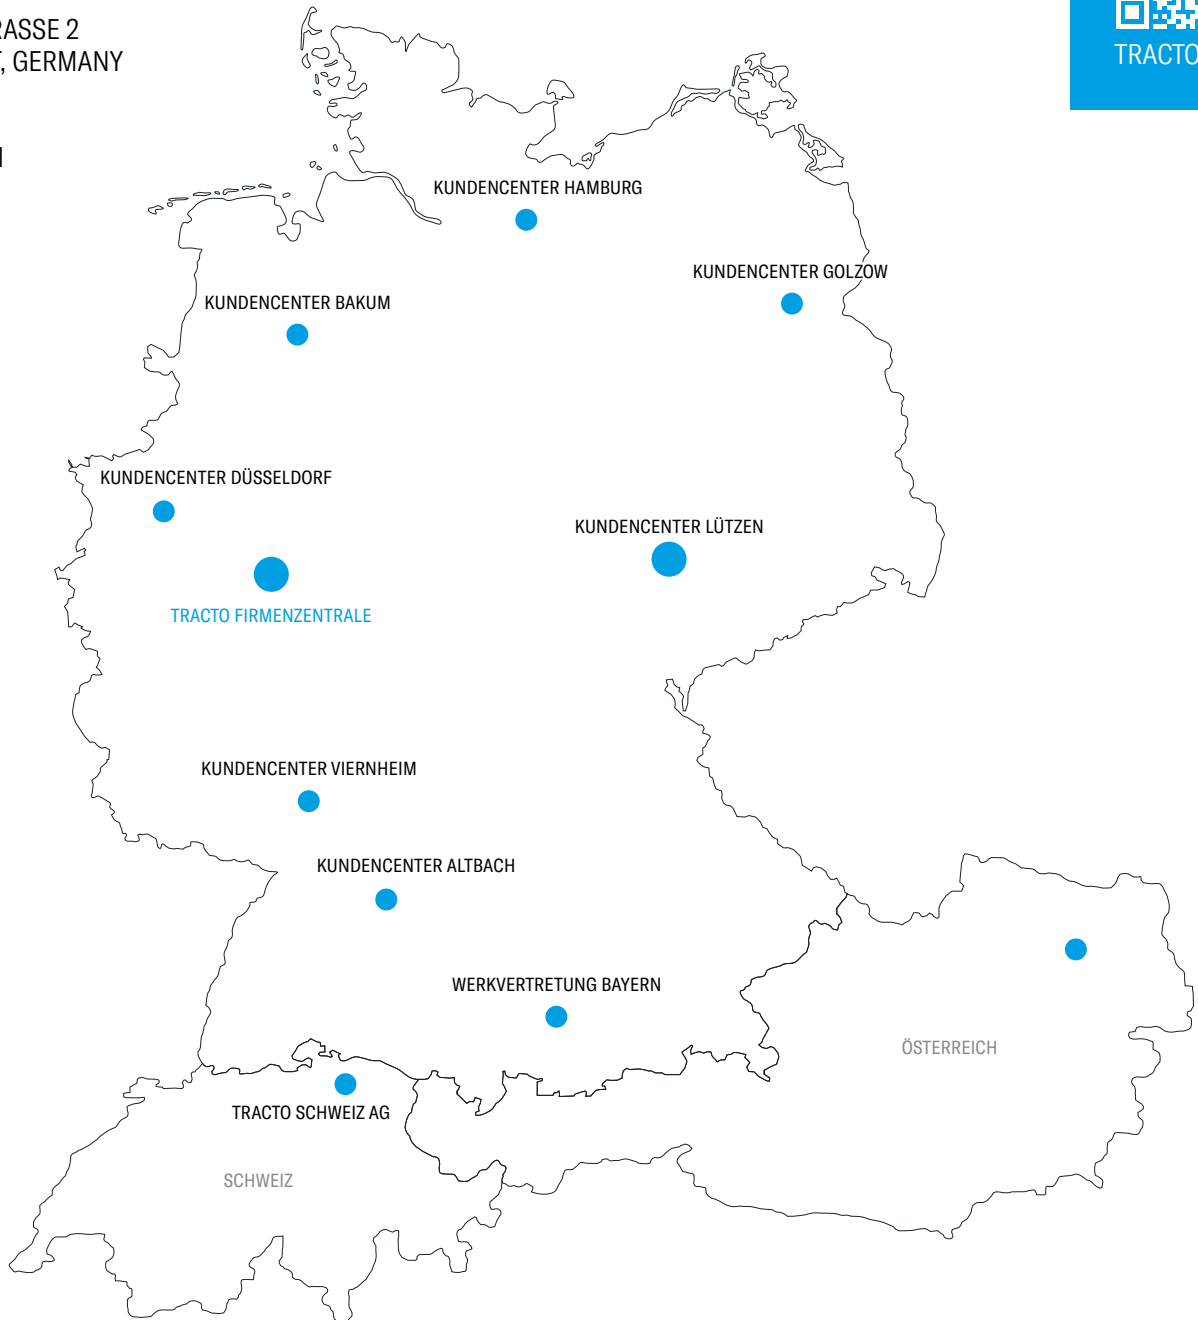 RASSE 2
, GERMANY
TRACTO
KUNDENCENTER HAMBURG
KUNDENCENTER GOLZOW
KUNDENCENTER BAKUM
KUNDENCENTER DÜSSELDORF
KUNDENCENTER LÜTZEN
TRACTO FIRMENZENTRALE
KUNDENCENTER VIERNHEIM
KUNDENCENTER ALTBACH
WERKVERTRETUNG BAYERN
ÖSTERREICH
TRACTO SCHWEIZ AG
SCHWEIZ